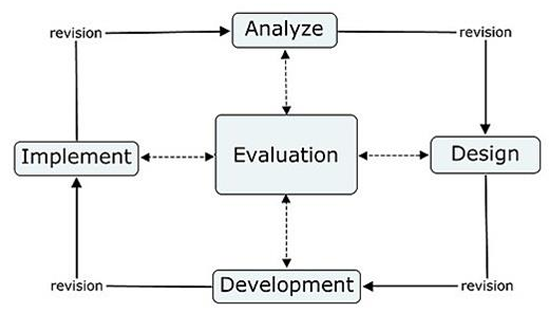 Analyze
revision
revision
Implement
Evaluation
Design
revision
Development
revision